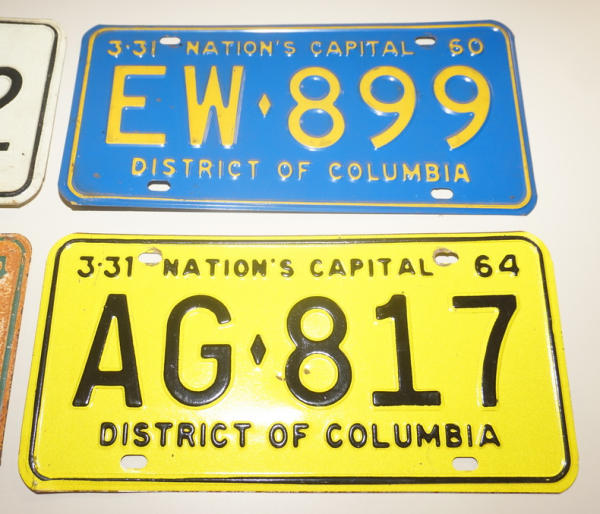 3·31 NATION'S CAPITAL 60
EW♦899
DISTRICT OF COLUMBIA
2
3·31 NATION'S CAPITAL 64
AG♦817
DISTRICT OF COLUMBIA